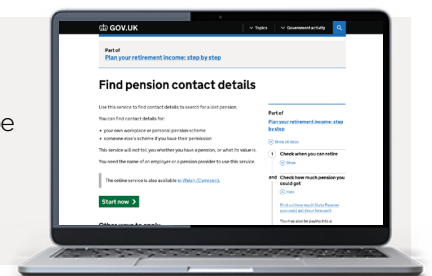 e
GOV.UK
Topics
Government activity
Part of
Plan your retirement income: step by step
Find pension contact details
Use this service to find contact details to search for a lost pension.
You can find contact details for:
your own workplace or personal pension scheme
someone else's scheme if you have their permission
This service will not tell you whether you have a pension, or what its value is.
You need the name of an employer or a pension provider to use this service.
The online service is also available in Welsh (Cymraeg).
Start now
Other ways to apply
Part of
Plan your retirement income: step
by step
Show all steps
1 Check when you can retire
Show
and Check how much pension you
could get
Hide
Find out how much State Pension
you could get (your forecast)
You may also be paying into a